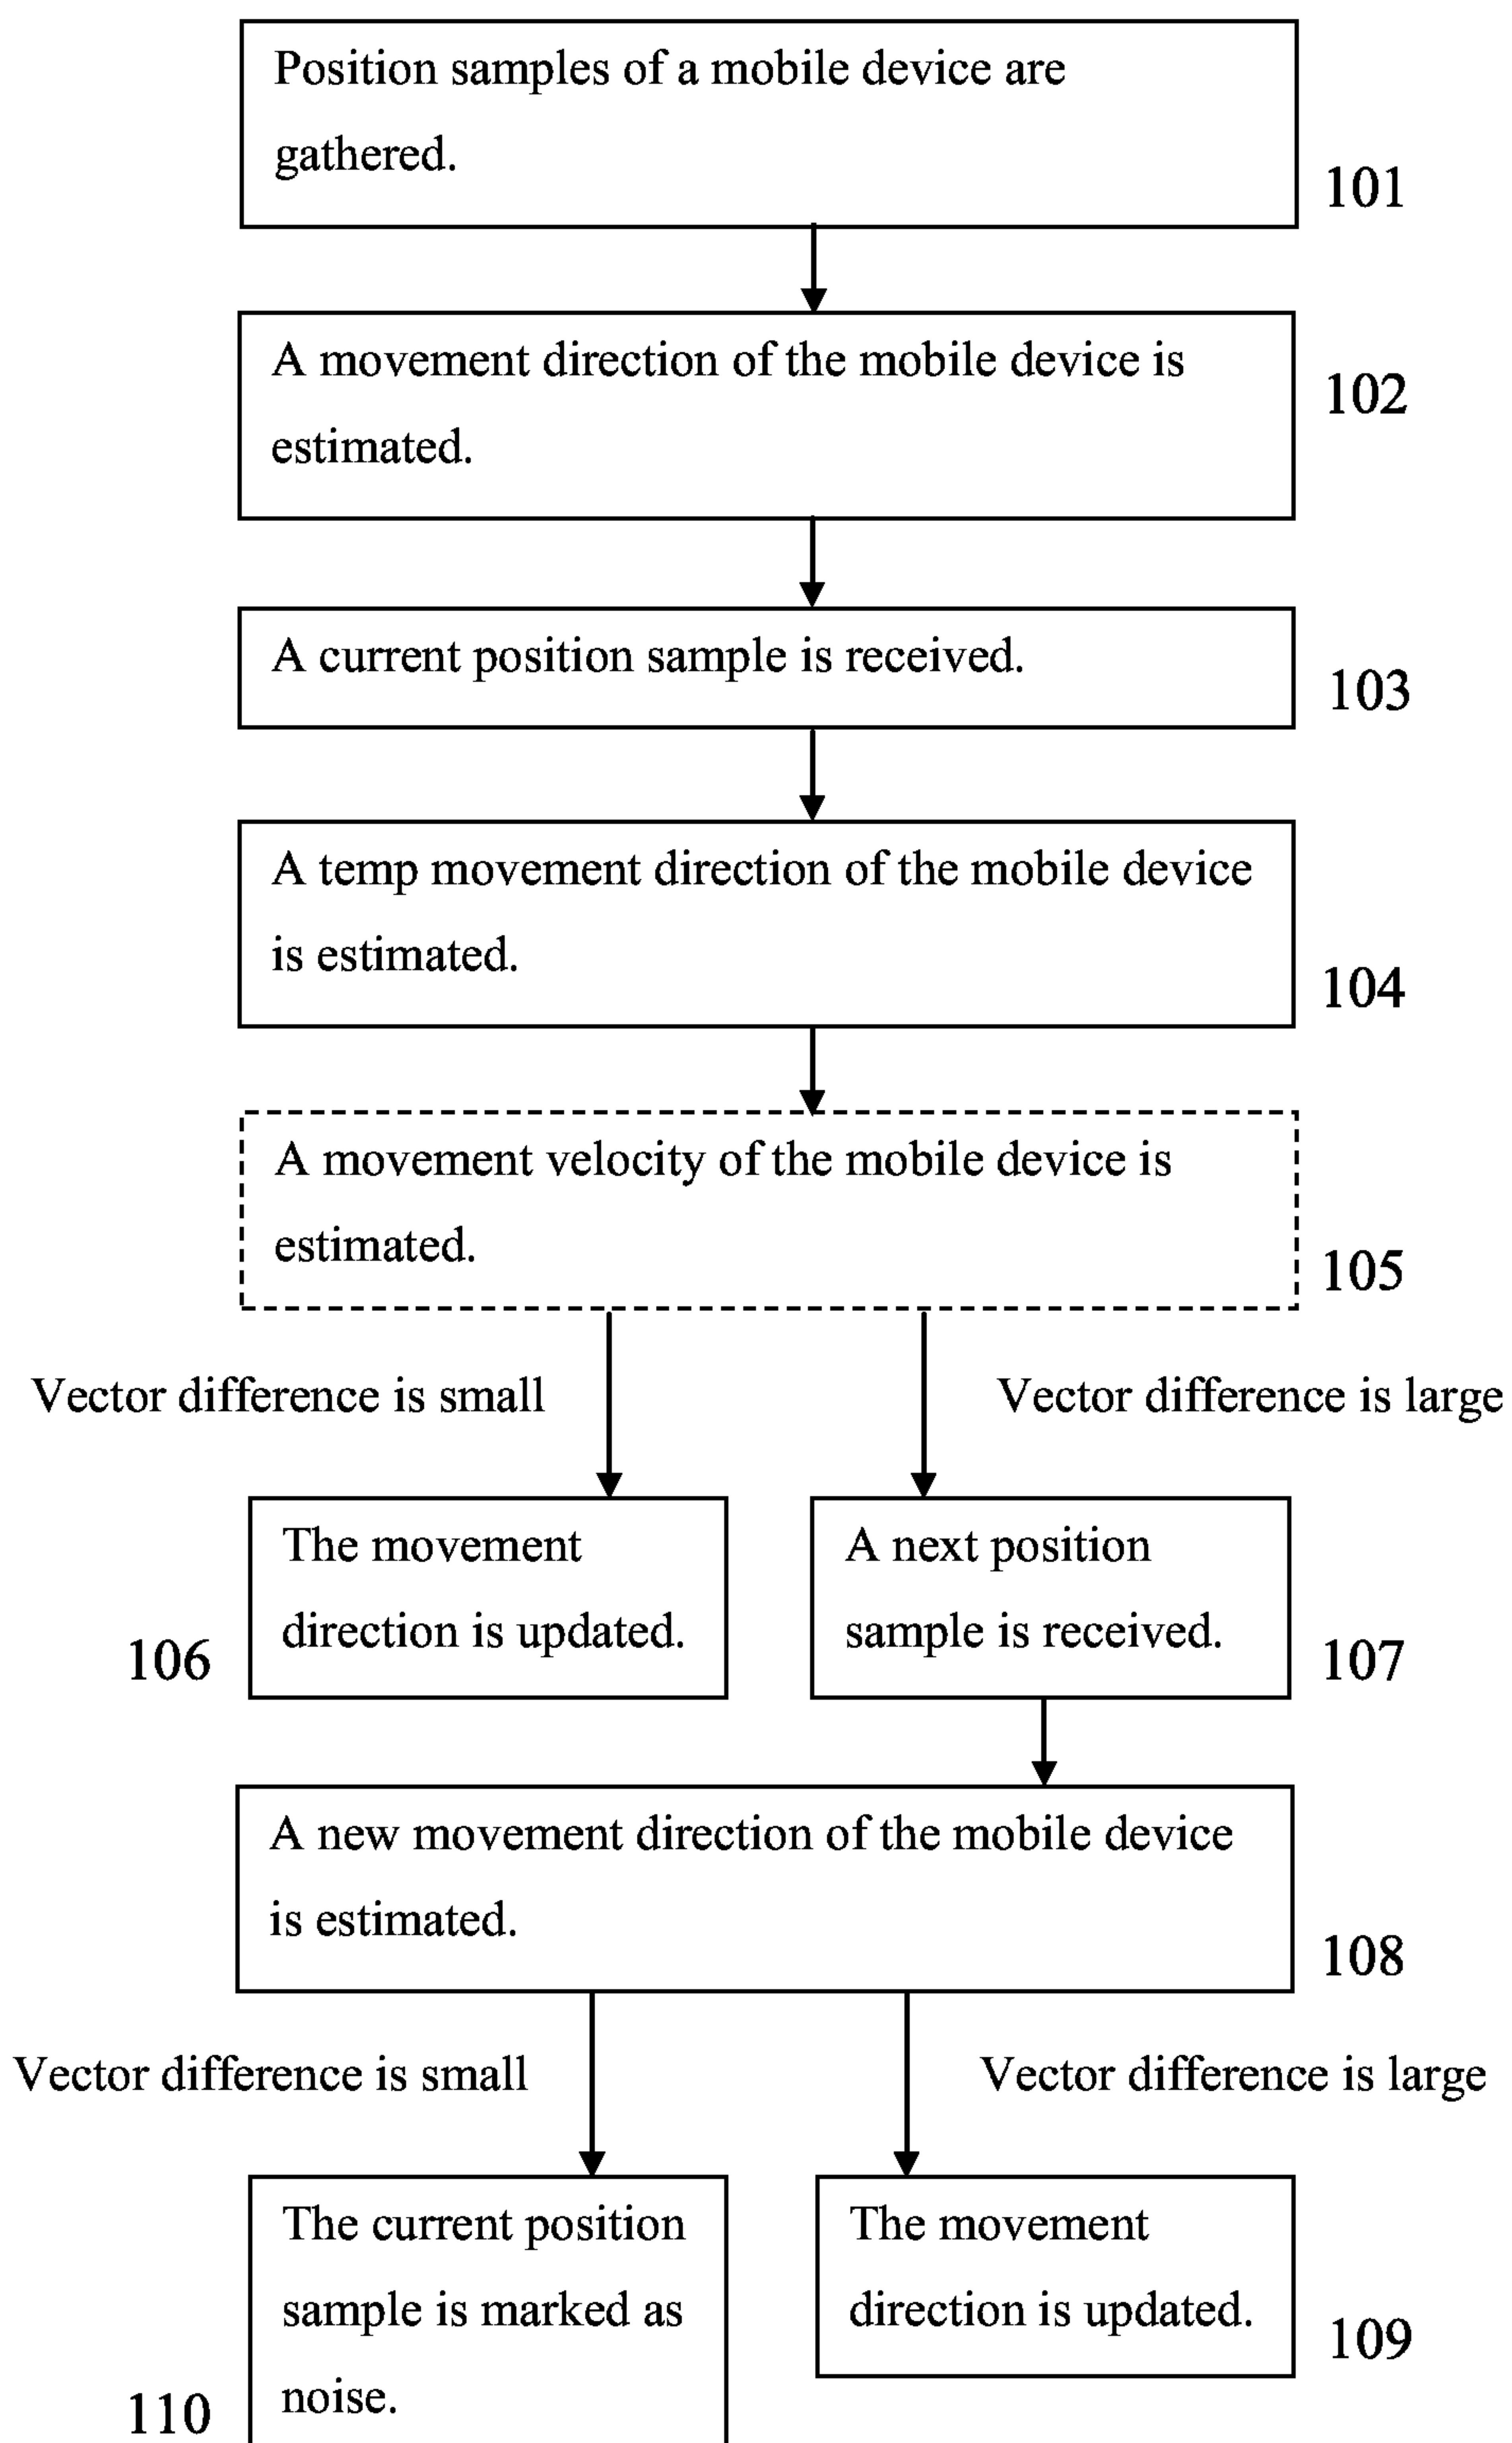 Position samples of a mobile device are
gathered.
101
A movement direction of the mobile device is
estimated.
102
A current position sample is received.
103
A temp movement direction of the mobile device
is estimated.
104
A movement velocity of the mobile device is
estimated.
105
Vector difference is small
Vector difference is large
The movement
direction is updated.
106
A next position
sample is received.
107
A new movement direction of the mobile device
is estimated.
108
Vector difference is small
Vector difference is large
The current position
sample is marked as
noise.
110
The movement
direction is updated.
109